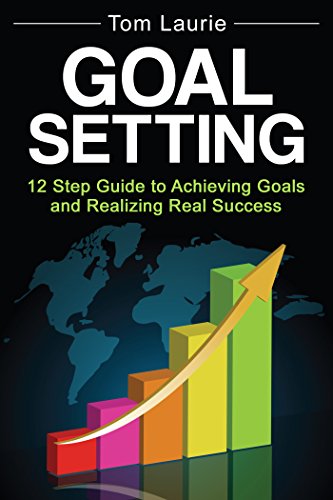 Tom Laurie
GOAL
SETTING
12 Step Guide to Achieving Goals
and Realizing Real Success